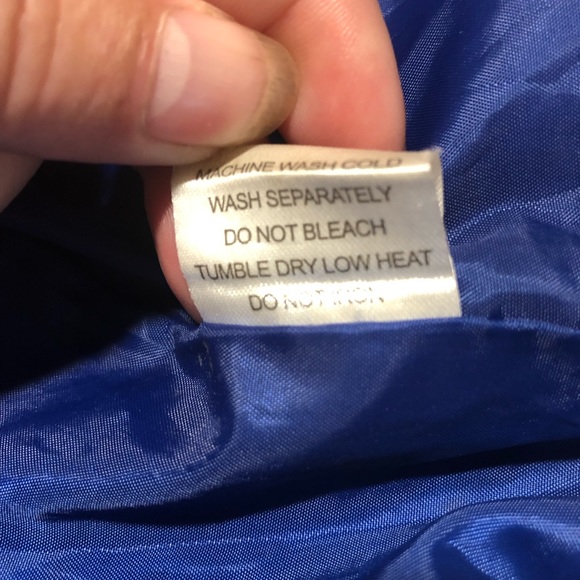 MACHINE WASH COLD
WASH SEPARATELY
DO NOT BLEACH
TUMBLE DRY LOW HEAT
DO NOT IRON